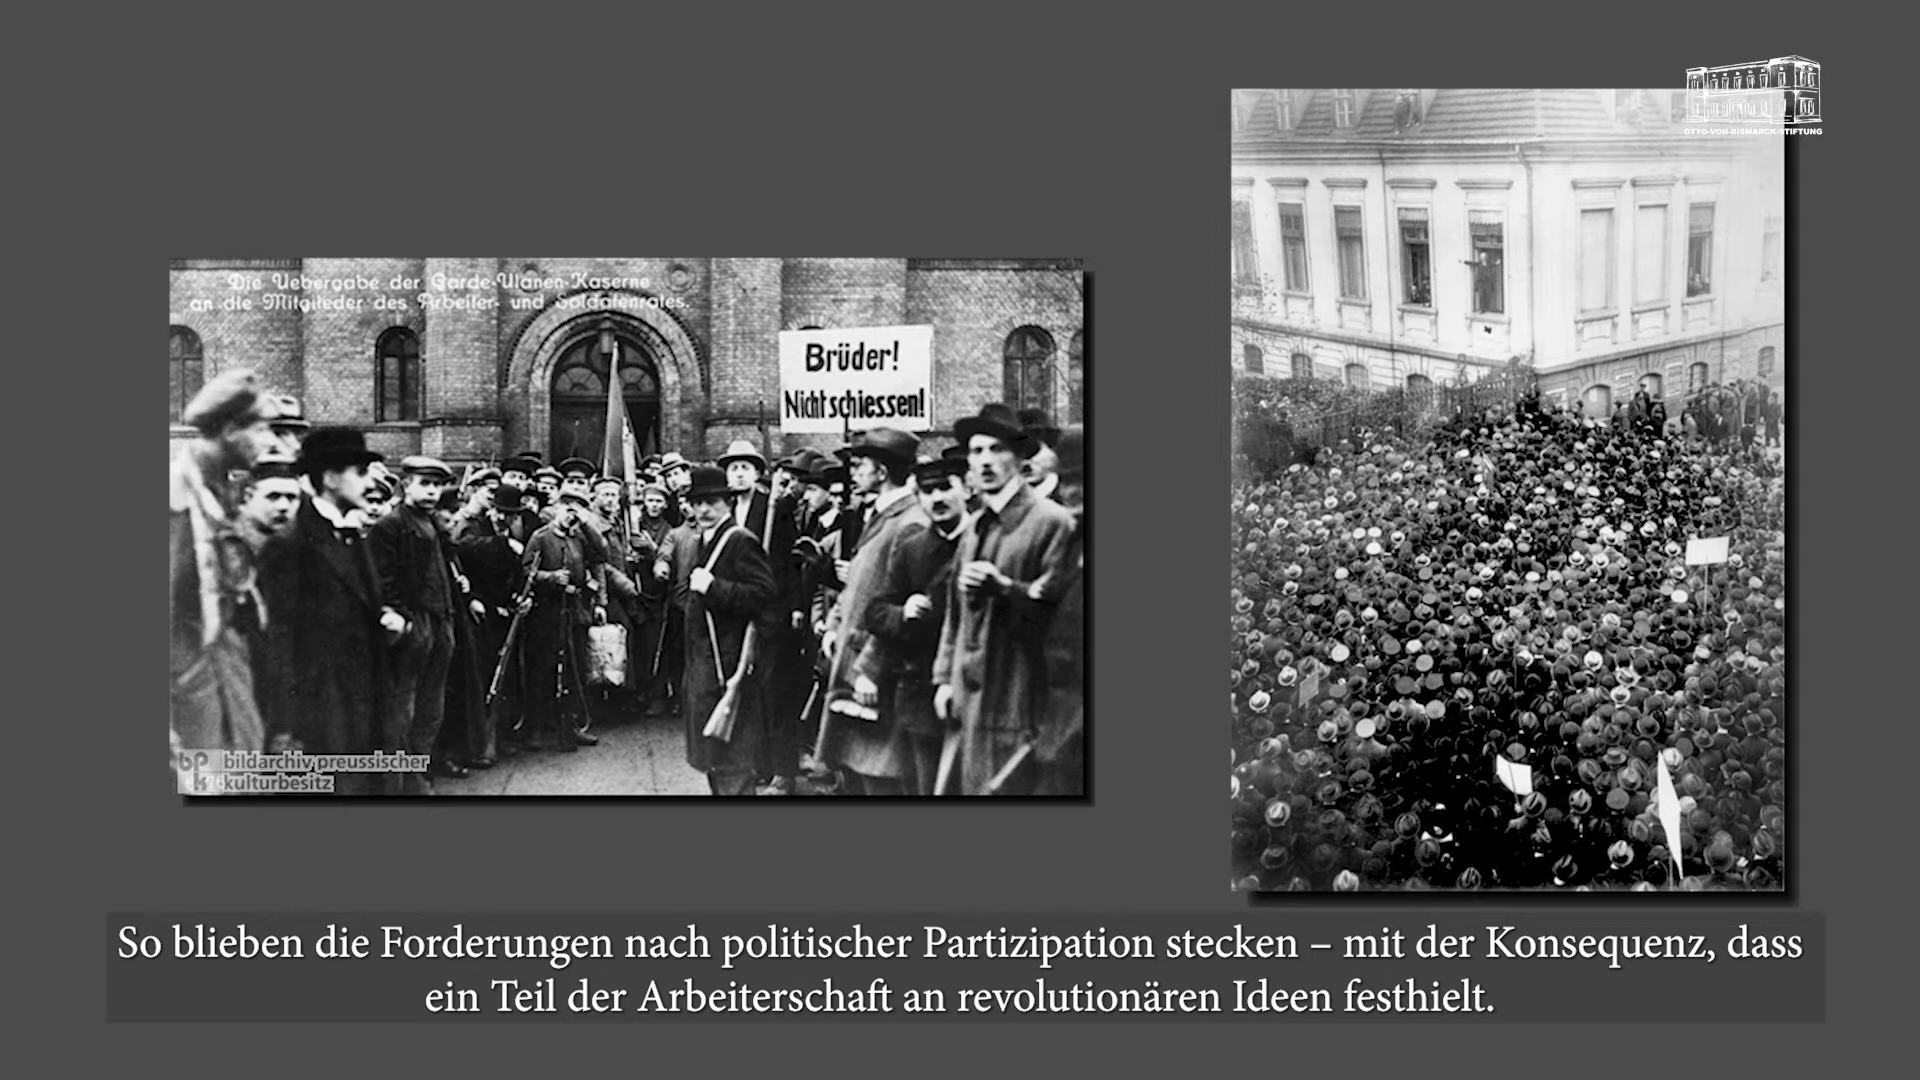 OTTO-VON-BISMARCK-STIFTUNG
Die Uebergabe der Garde-Ulanen-Kaserne
an die Mitglieder des Arbeiter- und Soldatenrates.
Brüder!
Nicht schiessen!
bpk
bildarchiv preussischer
kulturbesitz
So blieben die Forderungen nach politischer Partizipation stecken – mit der Konsequenz, dass
ein Teil der Arbeiterschaft an revolutionären Ideen festhielt.